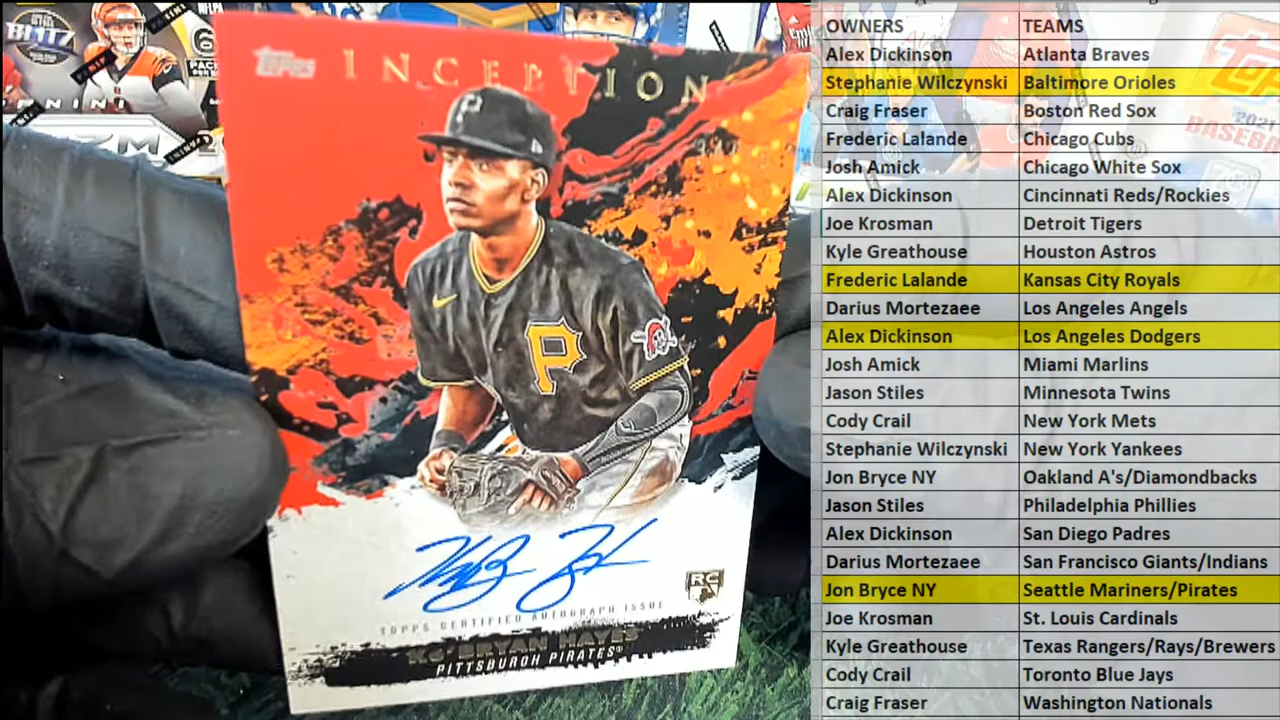 BLITZ
PANINI
TOPPS INCEPTION
P
P
RC
TOPPS CERTIFIED AUTOGRAPH ISSUE
KE'BRYAN HAYES
PITTSBURGH PIRATES®
2021
BASEBA
OWNERS TEAMS
Alex Dickinson Atlanta Braves
Stephanie Wilczynski Baltimore Orioles
Craig Fraser Boston Red Sox
Frederic Lalande Chicago Cubs
Josh Amick Chicago White Sox
Alex Dickinson Cincinnati Reds/Rockies
Joe Krosman Detroit Tigers
Kyle Greathouse Houston Astros
Frederic Lalande Kansas City Royals
Darius Mortezaee Los Angeles Angels
Alex Dickinson Los Angeles Dodgers
Josh Amick Miami Marlins
Jason Stiles Minnesota Twins
Cody Crail New York Mets
Stephanie Wilczynski New York Yankees
Jon Bryce NY Oakland A's/Diamondbacks
Jason Stiles Philadelphia Phillies
Alex Dickinson San Diego Padres
Darius Mortezaee San Francisco Giants/Indians
Jon Bryce NY Seattle Mariners/Pirates
Joe Krosman St. Louis Cardinals
Kyle Greathouse Texas Rangers/Rays/Brewers
Cody Crail Toronto Blue Jays
Craig Fraser Washington Nationals